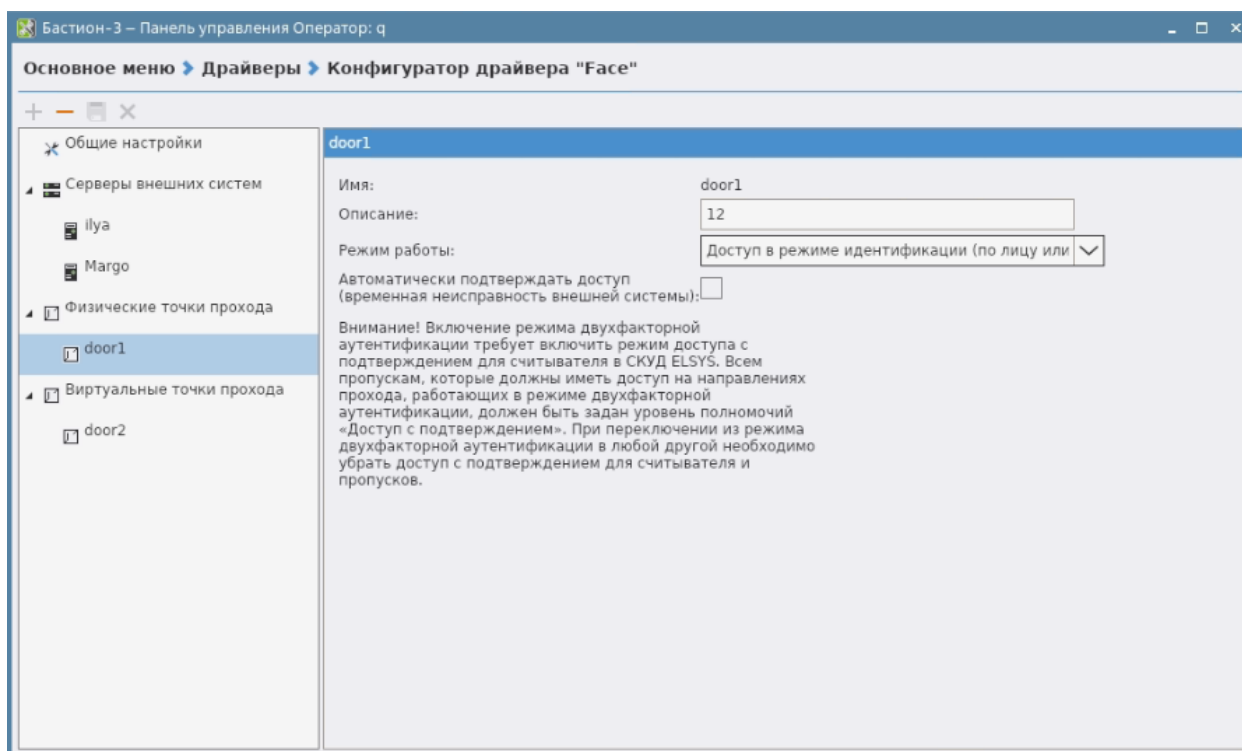 Бастион-3 – Панель управления Оператор: q
Основное меню Драйверы Конфигуратор драйвера "Face"
Общие настройки
Серверы внешних систем
ilya
Margo
Физические точки прохода
door1
Виртуальные точки прохода
door2
door1
Имя: door1
Описание: 12
Режим работы: Доступ в режиме идентификации (по лицу или
Автоматически подтверждать доступ
(временная неисправность внешней системы):
Внимание! Включение режима двухфакторной
аутентификации требует включить режим доступа с
подтверждением для считывателя в СКУД ELSYS. Всем
пропускам, которые должны иметь доступ на направлениях
прохода, работающих в режиме двухфакторной
аутентификации, должен быть задан уровень полномочий
«Доступ с подтверждением». При переключении из режима
двухфакторной аутентификации в любой другой необходимо
убрать доступ с подтверждением для считывателя и
пропусков.